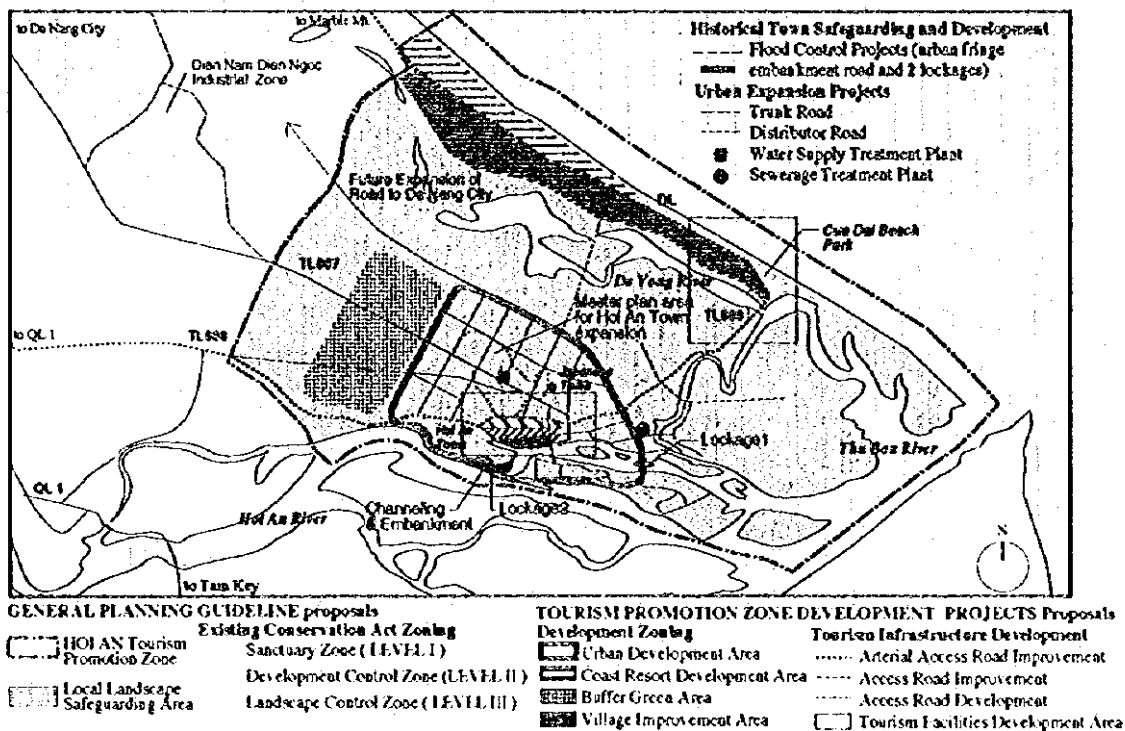 to Da Nang City
to Marble Mt.
Dien Nam Dien Ngoc
Industrial Zone
Historical Town Safeguarding and Development
Flood Control Projects (urban fringe
embankment road and 2 lockages)
Urban Expansion Projects
Trunk Road
Distributor Road
Water Supply Treatment Plant
Sewerage Treatment Plant
Future Expansion of
Road to Da Nang City
DL
Cua Dai Beach
Park
TL607
De Vong River
Master plan area
for Hoi An Town
expansion
TL608
to QL 1
TL608
Lockage1
Thu Bon River
QL 1
Hoi An River
Channeling
& Embankment
Lockage2
to Tam Key
N
GENERAL PLANNING GUIDELINE proposals
HOI AN Tourism
Promotion Zone
Local Landscape
Safeguarding Area
Existing Conservation Act Zoning
Sanctuary Zone ( LEVEL I )
Development Control Zone (LEVEL II )
Landscape Control Zone ( LEVEL III )
TOURISM PROMOTION ZONE DEVELOPMENT PROJECTS Proposals
Development Zoning
Urban Development Area
Coast Resort Development Area
Buffer Green Area
Village Improvement Area
Tourism Infrastructure Development
Arterial Access Road Improvement
Access Road Improvement
Access Road Development
Tourism Facilities Development Area